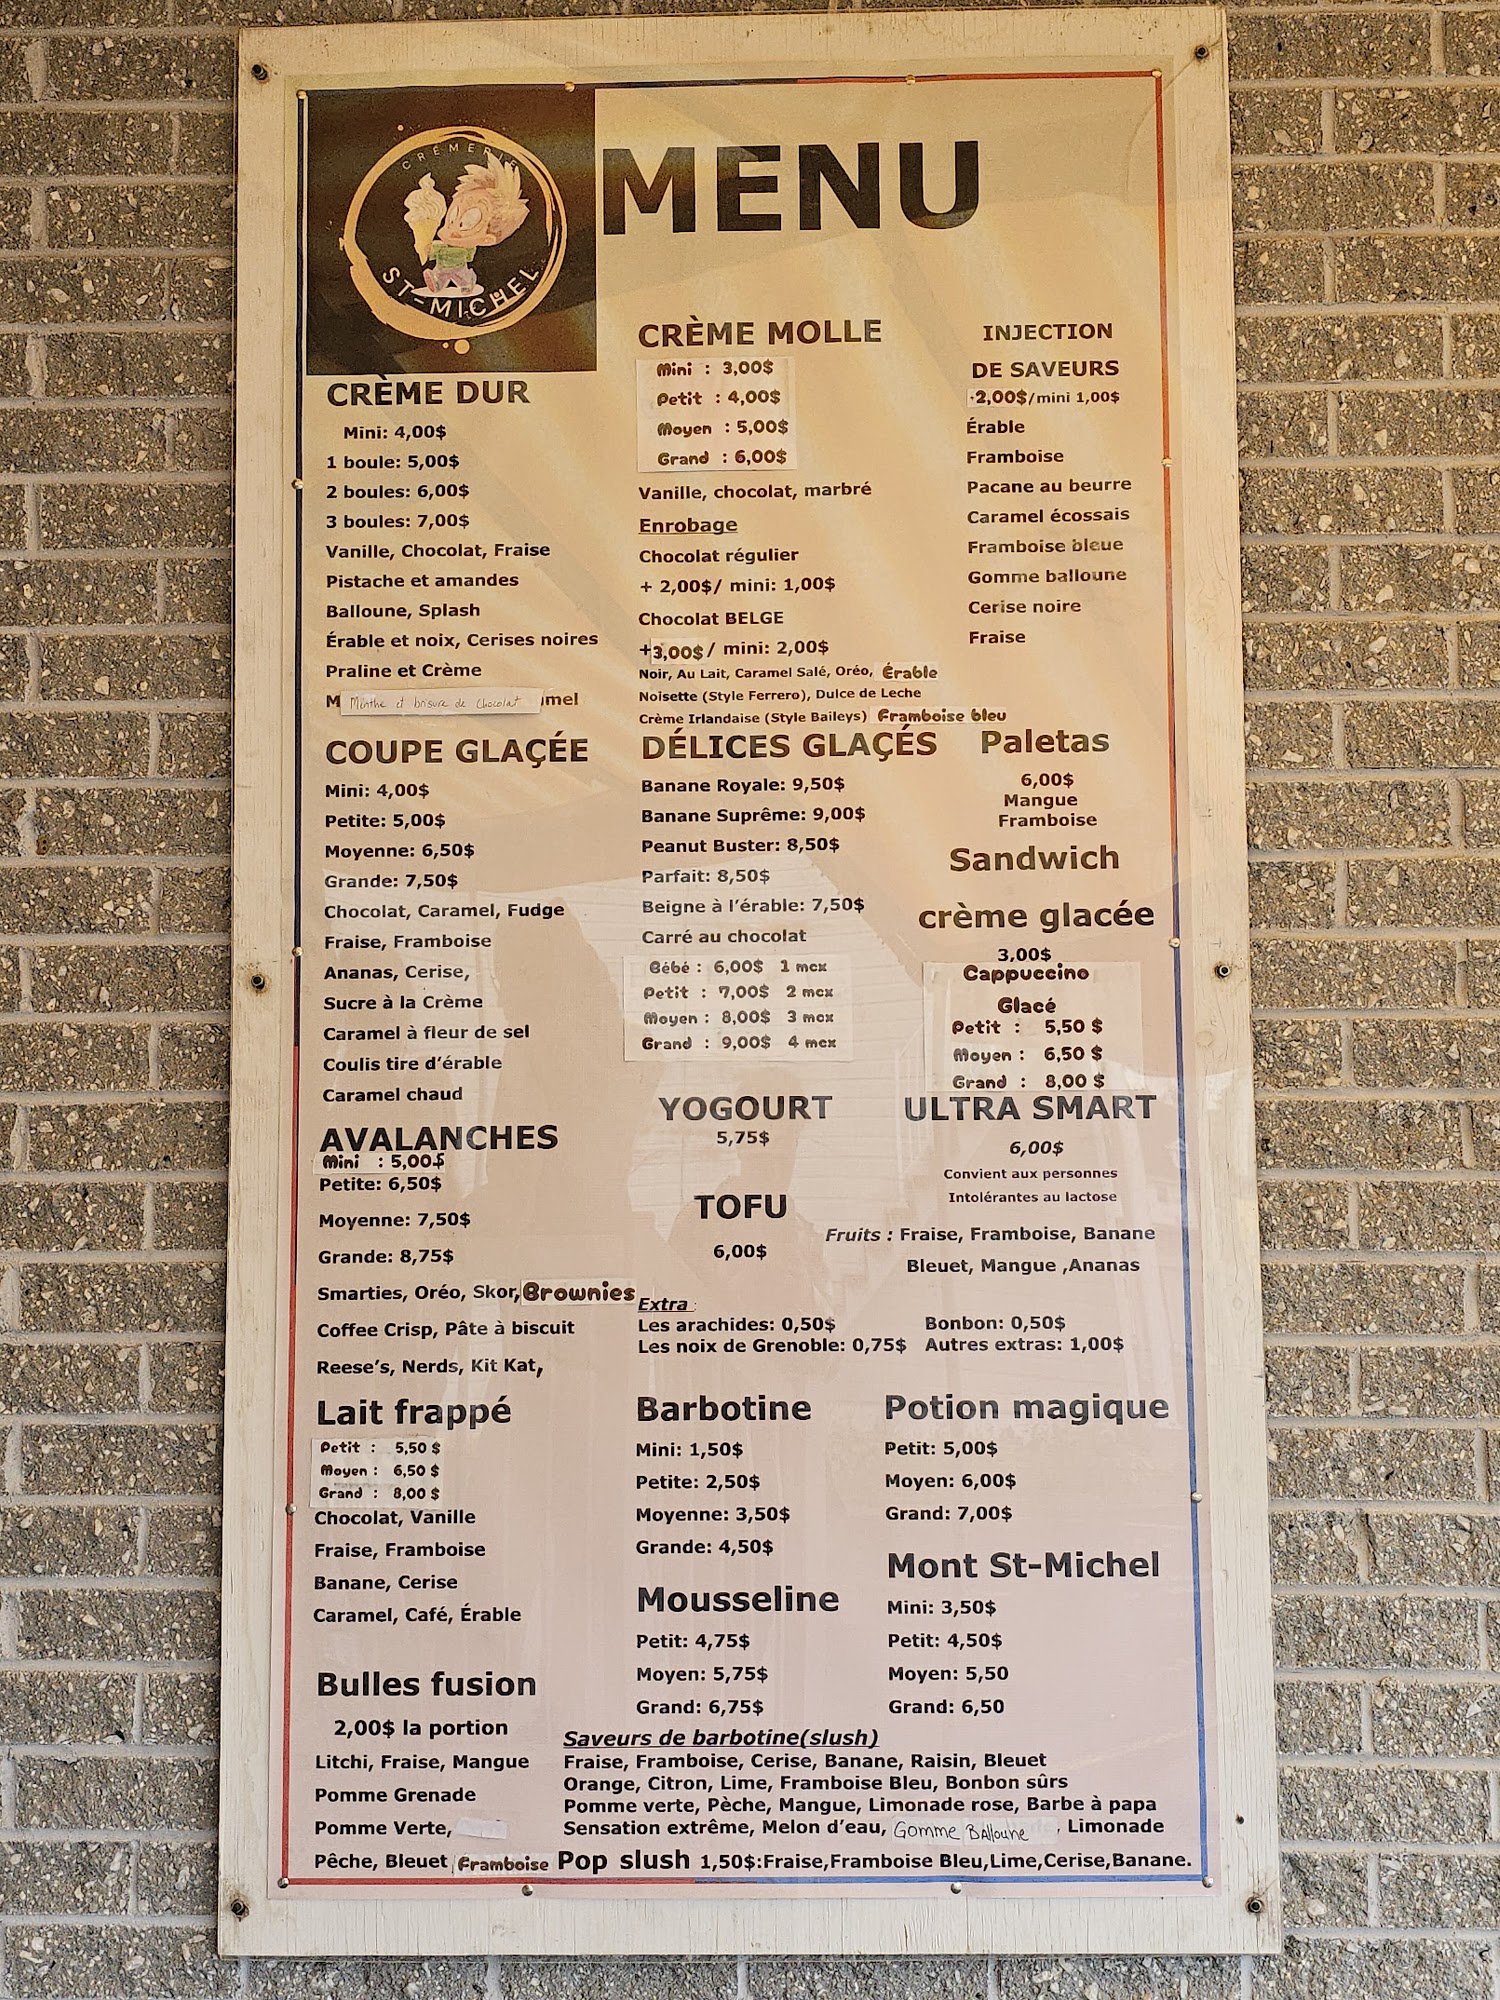 CRÈMERIE
ST-MICHEL
MENU
CRÈME DUR
Mini: 4,00$
1 boule: 5,00$
2 boules: 6,00$
3 boules: 7,00$
Vanille, Chocolat, Fraise
Pistache et amandes
Balloune, Splash
Érable et noix, Cerises noires
Praline et Crème
M Menthe et brisure de chocolat mel
CRÈME MOLLE
Mini : 3,00$
Petit : 4,00$
Moyen : 5,00$
Grand : 6,00$
Vanille, chocolat, marbré
Enrobage
Chocolat régulier
+ 2,00$/ mini: 1,00$
Chocolat BELGE
+3,00$/ mini: 2,00$
Noir, Au Lait, Caramel Salé, Oréo, Érable
Noisette (Style Ferrero), Dulce de Leche
Crème Irlandaise (Style Baileys) Framboise bleu
INJECTION
DE SAVEURS
2,00$/mini 1,00$
Érable
Framboise
Pacane au beurre
Caramel écossais
Framboise bleue
Gomme balloune
Cerise noire
Fraise
COUPE GLAÇÉE
Mini: 4,00$
Petite: 5,00$
Moyenne: 6,50$
Grande: 7,50$
Chocolat, Caramel, Fudge
Fraise, Framboise
Ananas, Cerise,
Sucre à la Crème
Caramel à fleur de sel
Coulis tire d'érable
Caramel chaud
DÉLICES GLAÇÉS
Banane Royale: 9,50$
Banane Suprême: 9,00$
Peanut Buster: 8,50$
Parfait: 8,50$
Beigne à l'érable: 7,50$
Carré au chocolat
Bébé : 6,00$ 1 mcx
Petit : 7,00$ 2 mcx
Moyen : 8,00$ 3 mcx
Grand : 9,00$ 4 mcx
Paletas
6,00$
Mangue
Framboise
Sandwich
crème glacée
3,00$
Cappuccino
Glacé
Petit : 5,50 $
Moyen : 6,50 $
Grand : 8,00 $
AVALANCHES
Mini : 5,00$
Petite: 6,50$
Moyenne: 7,50$
Grande: 8,75$
Smarties, Oréo, Skor, Brownies
Coffee Crisp, Pâte à biscuit
Reese's, Nerds, Kit Kat,
YOGOURT
5,75$
TOFU
6,00$
ULTRA SMART
6,00$
Convient aux personnes
Intolérantes au lactose
Fruits : Fraise, Framboise, Banane
Bleuet, Mangue ,Ananas
Extra :
Les arachides: 0,50$ Bonbon: 0,50$
Les noix de Grenoble: 0,75$ Autres extras: 1,00$
Lait frappé
Petit : 5,50 $
Moyen : 6,50 $
Grand : 8,00 $
Chocolat, Vanille
Fraise, Framboise
Banane, Cerise
Caramel, Café, Érable
Barbotine
Mini: 1,50$
Petite: 2,50$
Moyenne: 3,50$
Grande: 4,50$
Mousseline
Petit: 4,75$
Moyen: 5,75$
Grand: 6,75$
Potion magique
Petit: 5,00$
Moyen: 6,00$
Grand: 7,00$
Mont St-Michel
Mini: 3,50$
Petit: 4,50$
Moyen: 5,50
Grand: 6,50
Bulles fusion
2,00$ la portion
Litchi, Fraise, Mangue
Pomme Grenade
Pomme Verte,
Pêche, Bleuet Framboise
Saveurs de barbotine(slush)
Fraise, Framboise, Cerise, Banane, Raisin, Bleuet
Orange, Citron, Lime, Framboise Bleu, Bonbon sûrs
Pomme verte, Pèche, Mangue, Limonade rose, Barbe à papa
Sensation extrême, Melon d'eau, Gomme Balloune , Limonade
Pop slush 1,50$:Fraise,Framboise Bleu,Lime,Cerise,Banane.